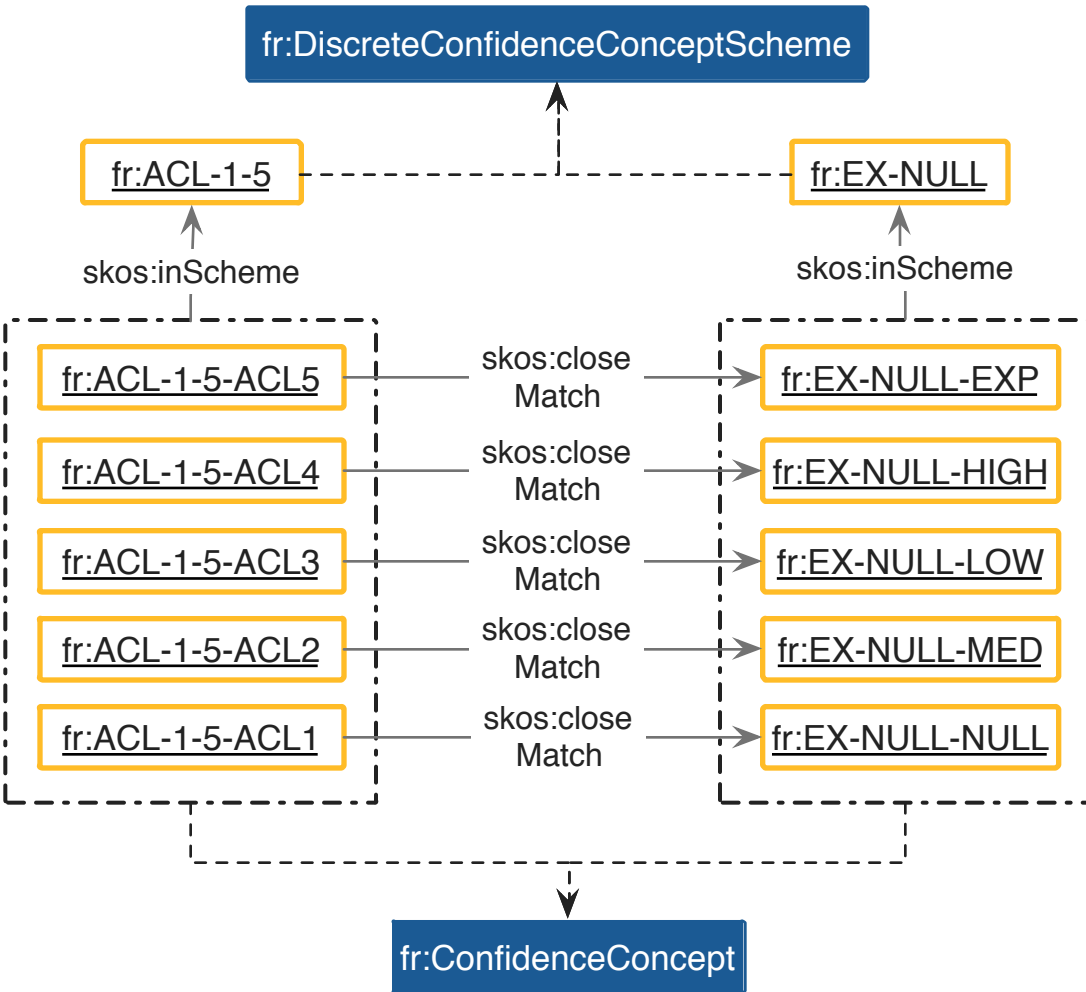 fr:DiscreteConfidenceConceptScheme
fr:ACL-1-5
fr:EX-NULL
skos:inScheme
skos:inScheme
fr:ACL-1-5-ACL5
skos:close
Match
fr:EX-NULL-EXP
fr:ACL-1-5-ACL4
skos:close
Match
fr:EX-NULL-HIGH
fr:ACL-1-5-ACL3
skos:close
Match
fr:EX-NULL-LOW
fr:ACL-1-5-ACL2
skos:close
Match
fr:EX-NULL-MED
fr:ACL-1-5-ACL1
skos:close
Match
fr:EX-NULL-NULL
fr:ConfidenceConcept